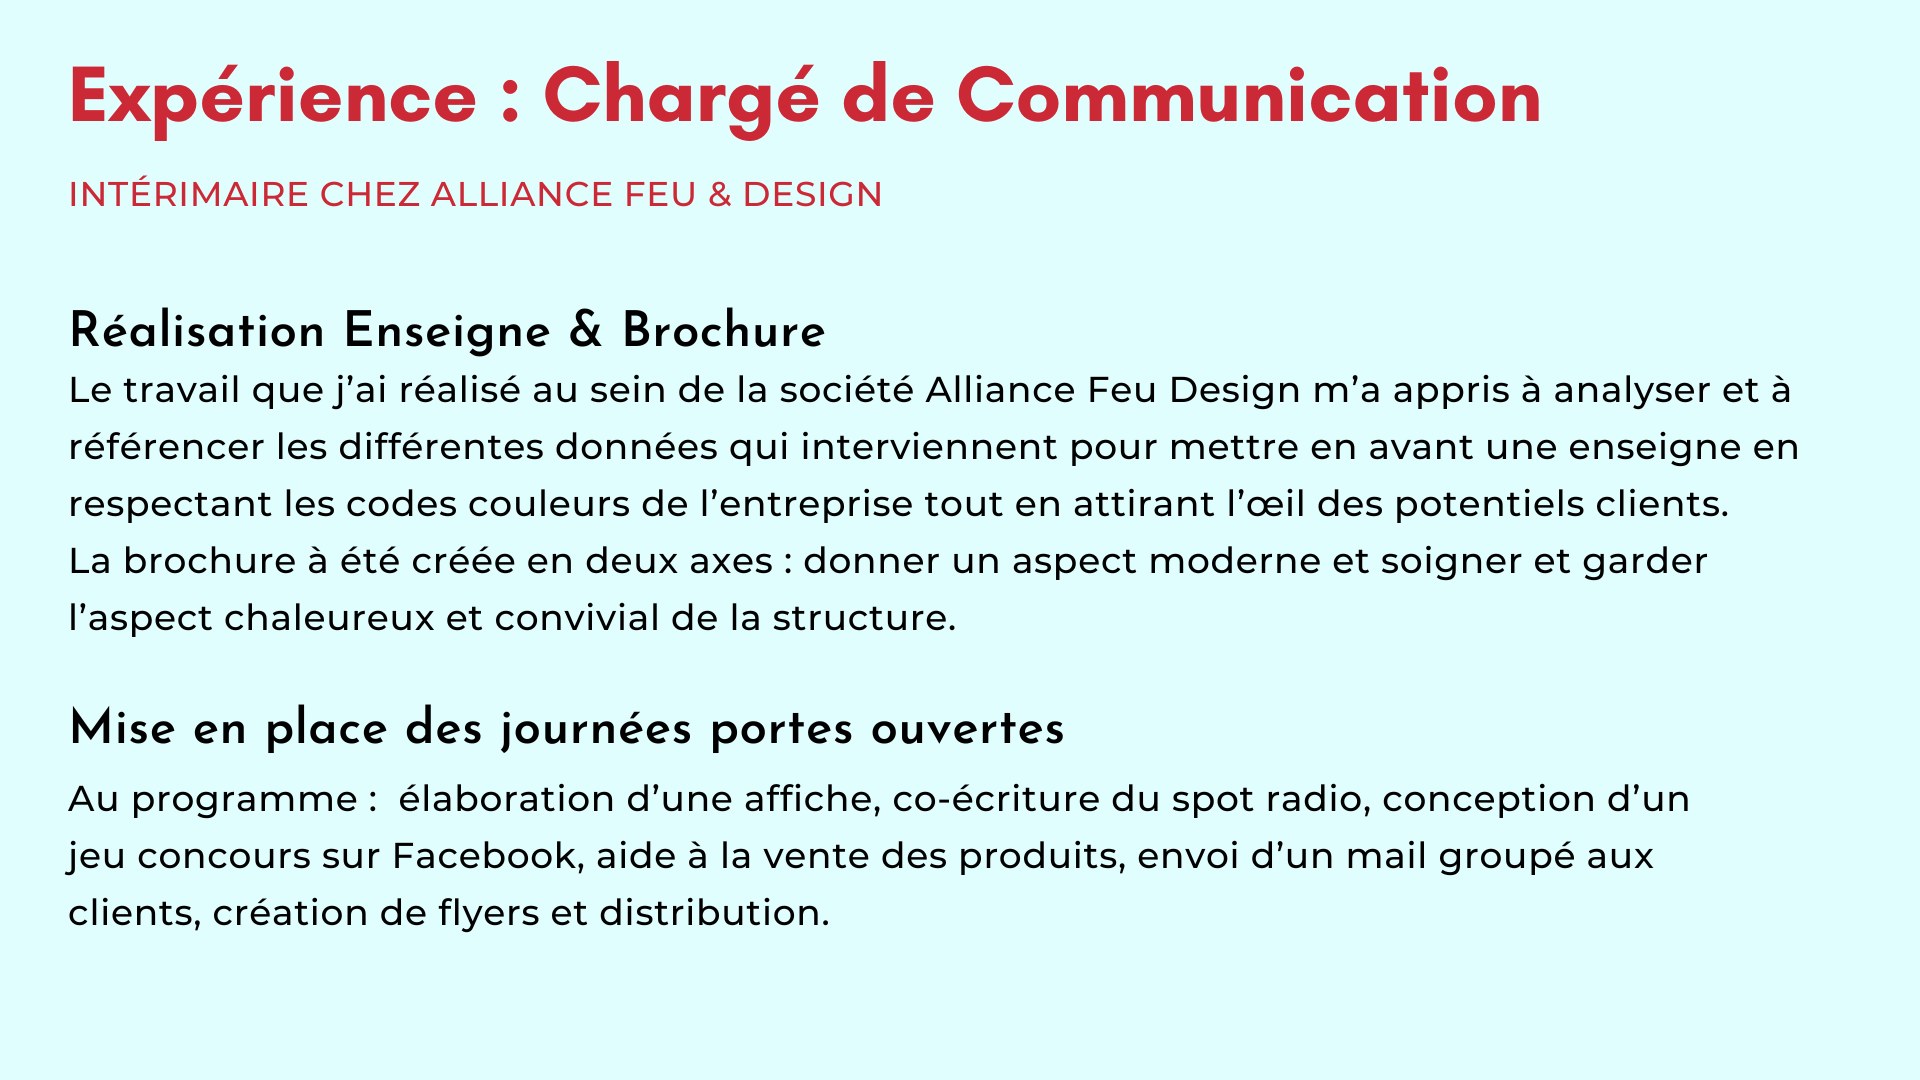 Expérience : Chargé de Communication
INTÉRIMAIRE CHEZ ALLIANCE FEU & DESIGN
Réalisation Enseigne & Brochure
Le travail que j’ai réalisé au sein de la société Alliance Feu Design m’a appris à analyser et à
référencer les différentes données qui interviennent pour mettre en avant une enseigne en
respectant les codes couleurs de l’entreprise tout en attirant l’œil des potentiels clients.
La brochure à été créée en deux axes : donner un aspect moderne et soigner et garder
l’aspect chaleureux et convivial de la structure.
Mise en place des journées portes ouvertes
Au programme :  élaboration d’une affiche, co-écriture du spot radio, conception d’un
jeu concours sur Facebook, aide à la vente des produits, envoi d’un mail groupé aux
clients, création de flyers et distribution.